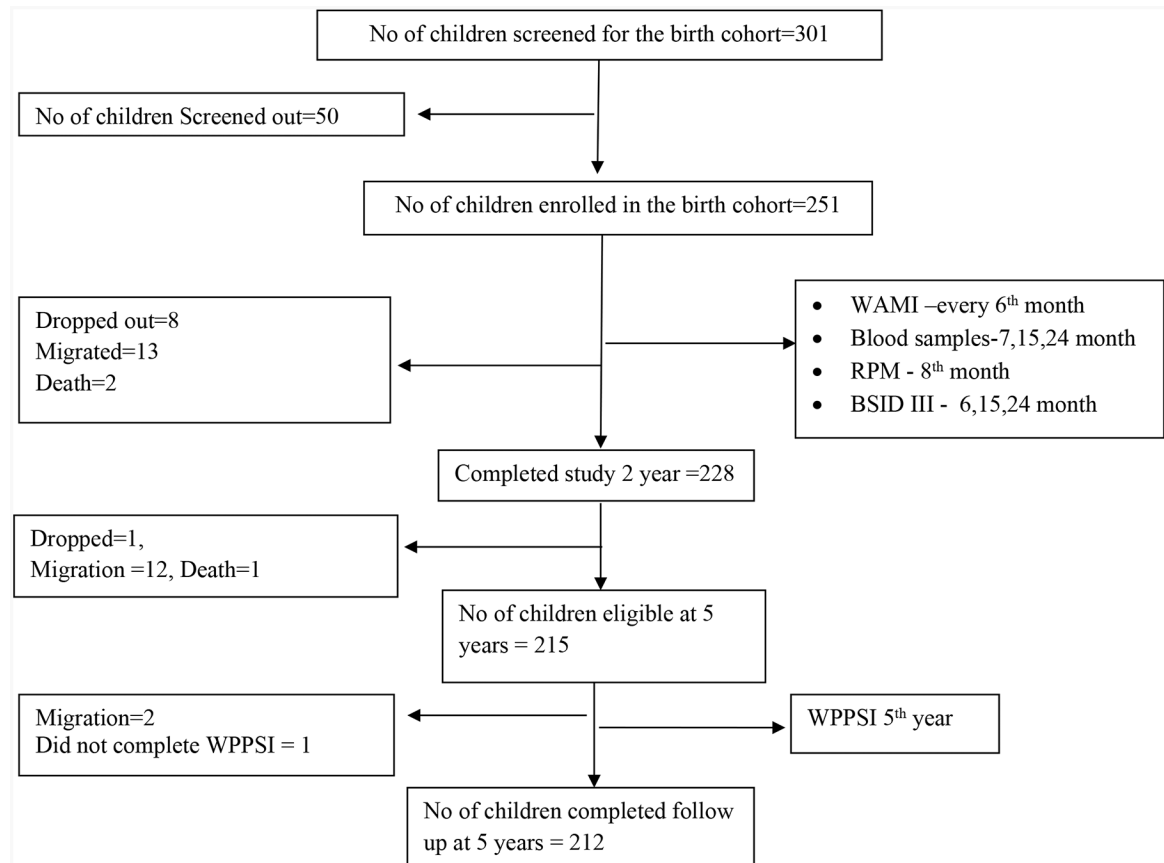 No of children screened for the birth cohort=301
No of children Screened out=50
No of children enrolled in the birth cohort=251
Dropped out=8
Migrated=13
Death=2
• WAMI –every 6th month
• Blood samples-7,15,24 month
• RPM - 8th month
• BSID III - 6,15,24 month
Completed study 2 year =228
Dropped=1,
Migration =12, Death=1
No of children eligible at 5
years = 215
Migration=2
Did not complete WPPSI = 1
WPPSI 5th year
No of children completed follow
up at 5 years = 212